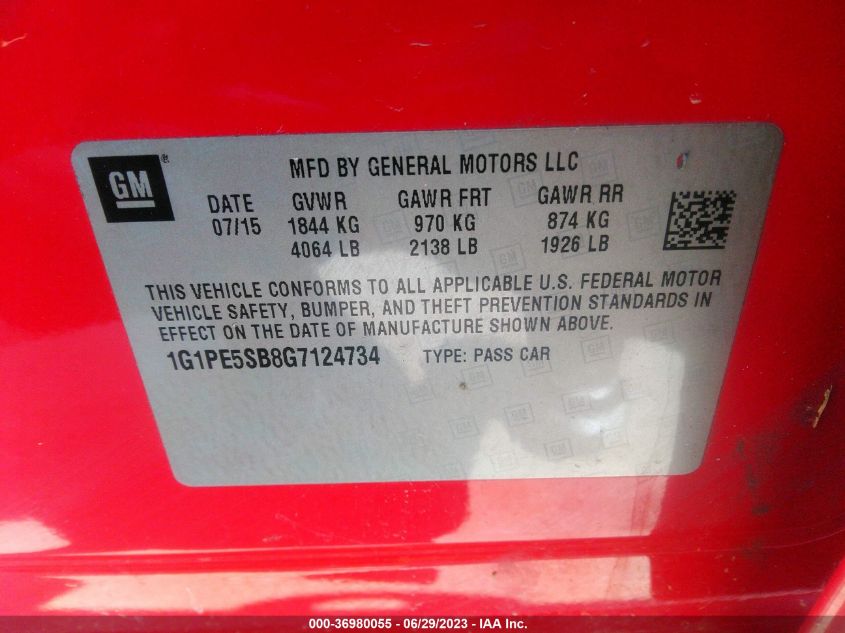 GM ®
MFD BY GENERAL MOTORS LLC
DATE GVWR GAWR FRT GAWR RR
07/15 1844 KG 970 KG 874 KG
4064 LB 2138 LB 1926 LB
THIS VEHICLE CONFORMS TO ALL APPLICABLE U.S. FEDERAL MOTOR
VEHICLE SAFETY, BUMPER, AND THEFT PREVENTION STANDARDS IN
EFFECT ON THE DATE OF MANUFACTURE SHOWN ABOVE.
1G1PE5SB8G7124734 TYPE: PASS CAR
000-36980055 - 06/29/2023 - IAA Inc.